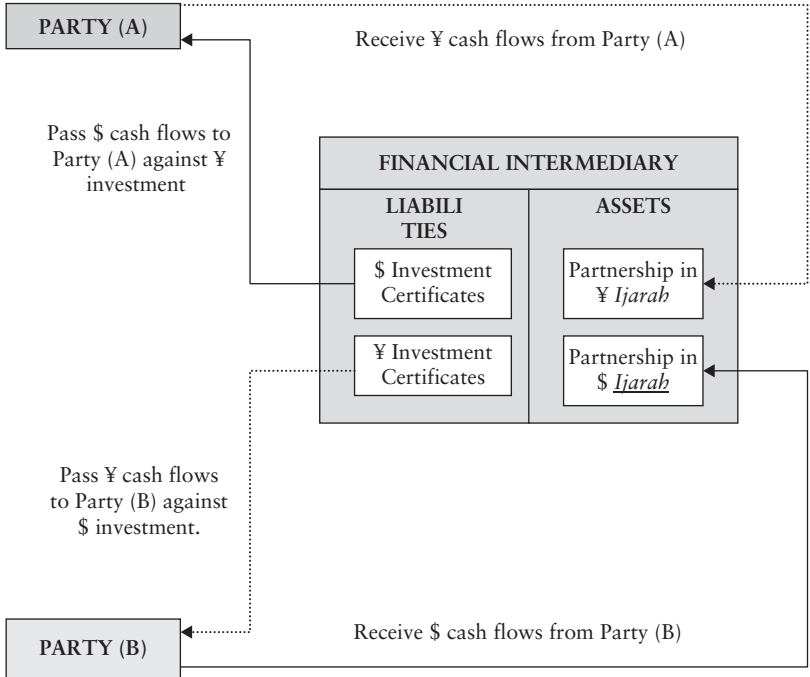 PARTY (A)
Receive ¥ cash flows from Party (A)
Pass $ cash flows to
Party (A) against ¥
investment
FINANCIAL INTERMEDIARY
LIABILI
TIES
ASSETS
$ Investment
Certificates
Partnership in
¥ Ijarah
¥ Investment
Certificates
Partnership in
$ Ijarah
Pass ¥ cash flows
to Party (B) against
$ investment.
PARTY (B)
Receive $ cash flows from Party (B)